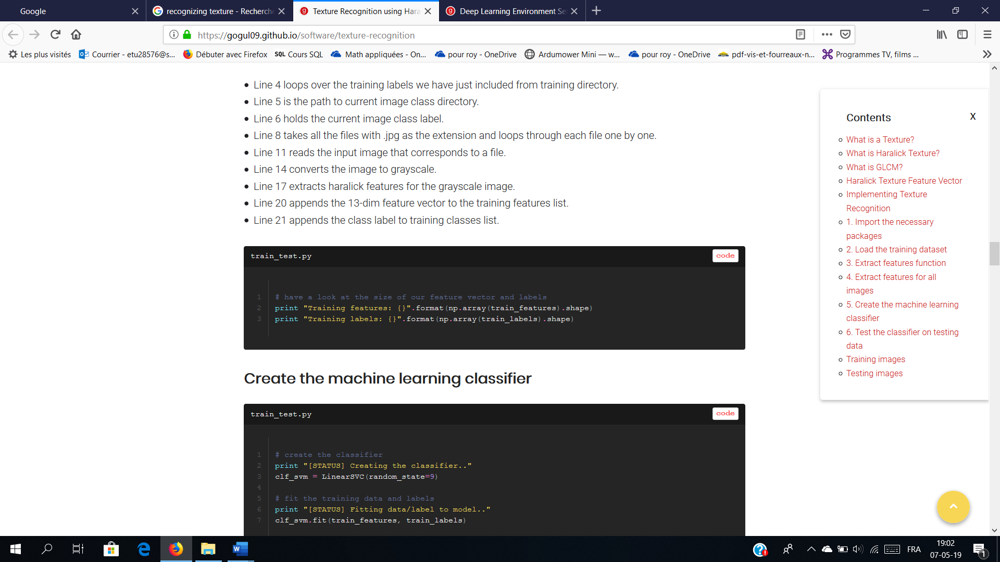 Google
recognizing texture - Recherche
Texture Recognition using Hara
Deep Learning Environment Se
https://gogul09.github.io/software/texture-recognition
Les plus visités
Courrier - etu28576@s...
Débuter avec Firefox
SQL Cours SQL
Math appliquées - On...
pour roy - OneDrive
Ardumower Mini — w...
pour roy - OneDrive
pdf-vis-et-fourreaux-n...
Programmes TV, films ...
Line 4 loops over the training labels we have just included from training directory.
Line 5 is the path to current image class directory.
Line 6 holds the current image class label.
Line 8 takes all the files with .jpg as the extension and loops through each file one by one.
Line 11 reads the input image that corresponds to a file.
Line 14 converts the image to grayscale.
Line 17 extracts haralick features for the grayscale image.
Line 20 appends the 13-dim feature vector to the training features list.
Line 21 appends the class label to training classes list.
train_test.py
code
1 # have a look at the size of our feature vector and labels
2 print "Training features: {}".format(np.array(train_features).shape)
3 print "Training labels: {}".format(np.array(train_labels).shape)
Create the machine learning classifier
train_test.py
code
1 # create the classifier
2 print "[STATUS] Creating the classifier.."
3 clf_svm = LinearSVC(random_state=9)
4
5 # fit the training data and labels
6 print "[STATUS] Fitting data/label to model.."
7 clf_svm.fit(train_features, train_labels)
Contents
X
What is a Texture?
What is Haralick Texture?
What is GLCM?
Haralick Texture Feature Vector
Implementing Texture
Recognition
1. Import the necessary
packages
2. Load the training dataset
3. Extract features function
4. Extract features for all
images
5. Create the machine learning
classifier
6. Test the classifier on testing
data
Training images
Testing images
FRA
19:02
07-05-19
1